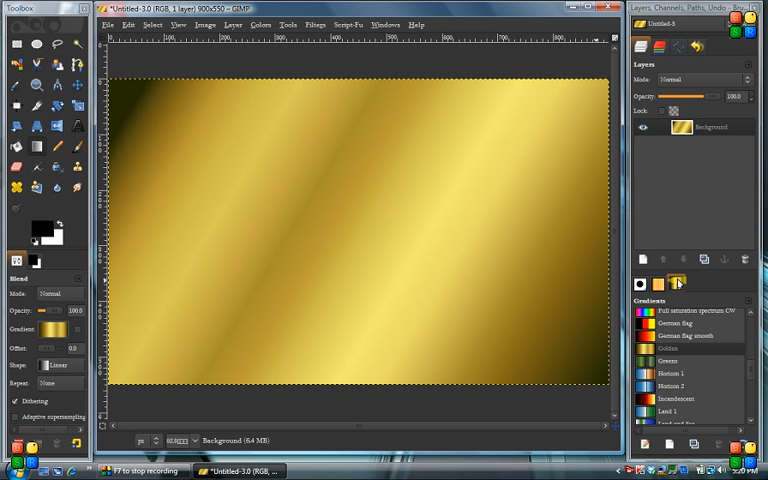 Toolbox
*Untitled-3.0 (RGB, 1 layer) 900x550 – GIMP
Layers, Channels, Paths, Undo - Bru
File Edit Select View Image Layer Colors Tools Filters Script-Fu Windows Help
Untitled-3
Layers
Mode: Normal
Opacity: 100.0
Lock:
Background
Blend
Mode: Normal
Opacity: 100.0
Gradient:
Offset: 0.0
Shape: Linear
Repeat: None
Dithering
Adaptive supersampling
Gradients
Full saturation spectrum CW
German flag
German flag smooth
Golden
Greens
Horizon 1
Horizon 2
Incandescent
Land 1
px Background (6.4 MB)
F7 to stop recording
*Untitled-3.0 (RGB, ...
5:20 PM